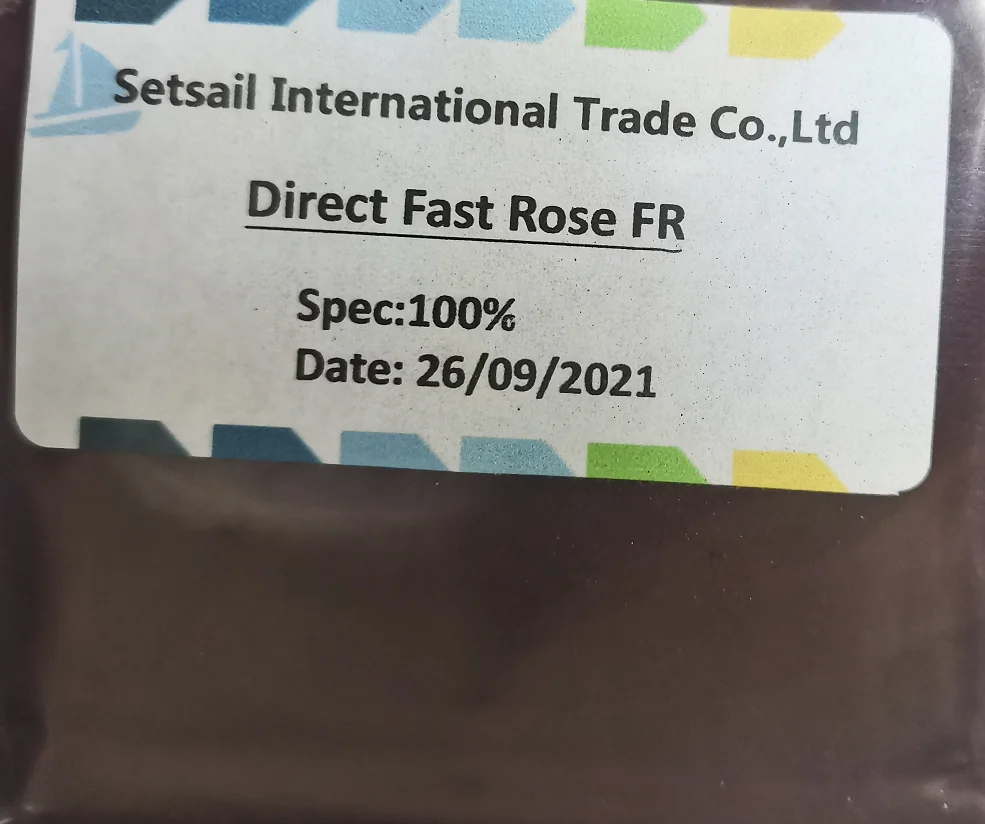 Setsail International Trade Co.,Ltd
Direct Fast Rose FR
Spec:100%
Date: 26/09/2021